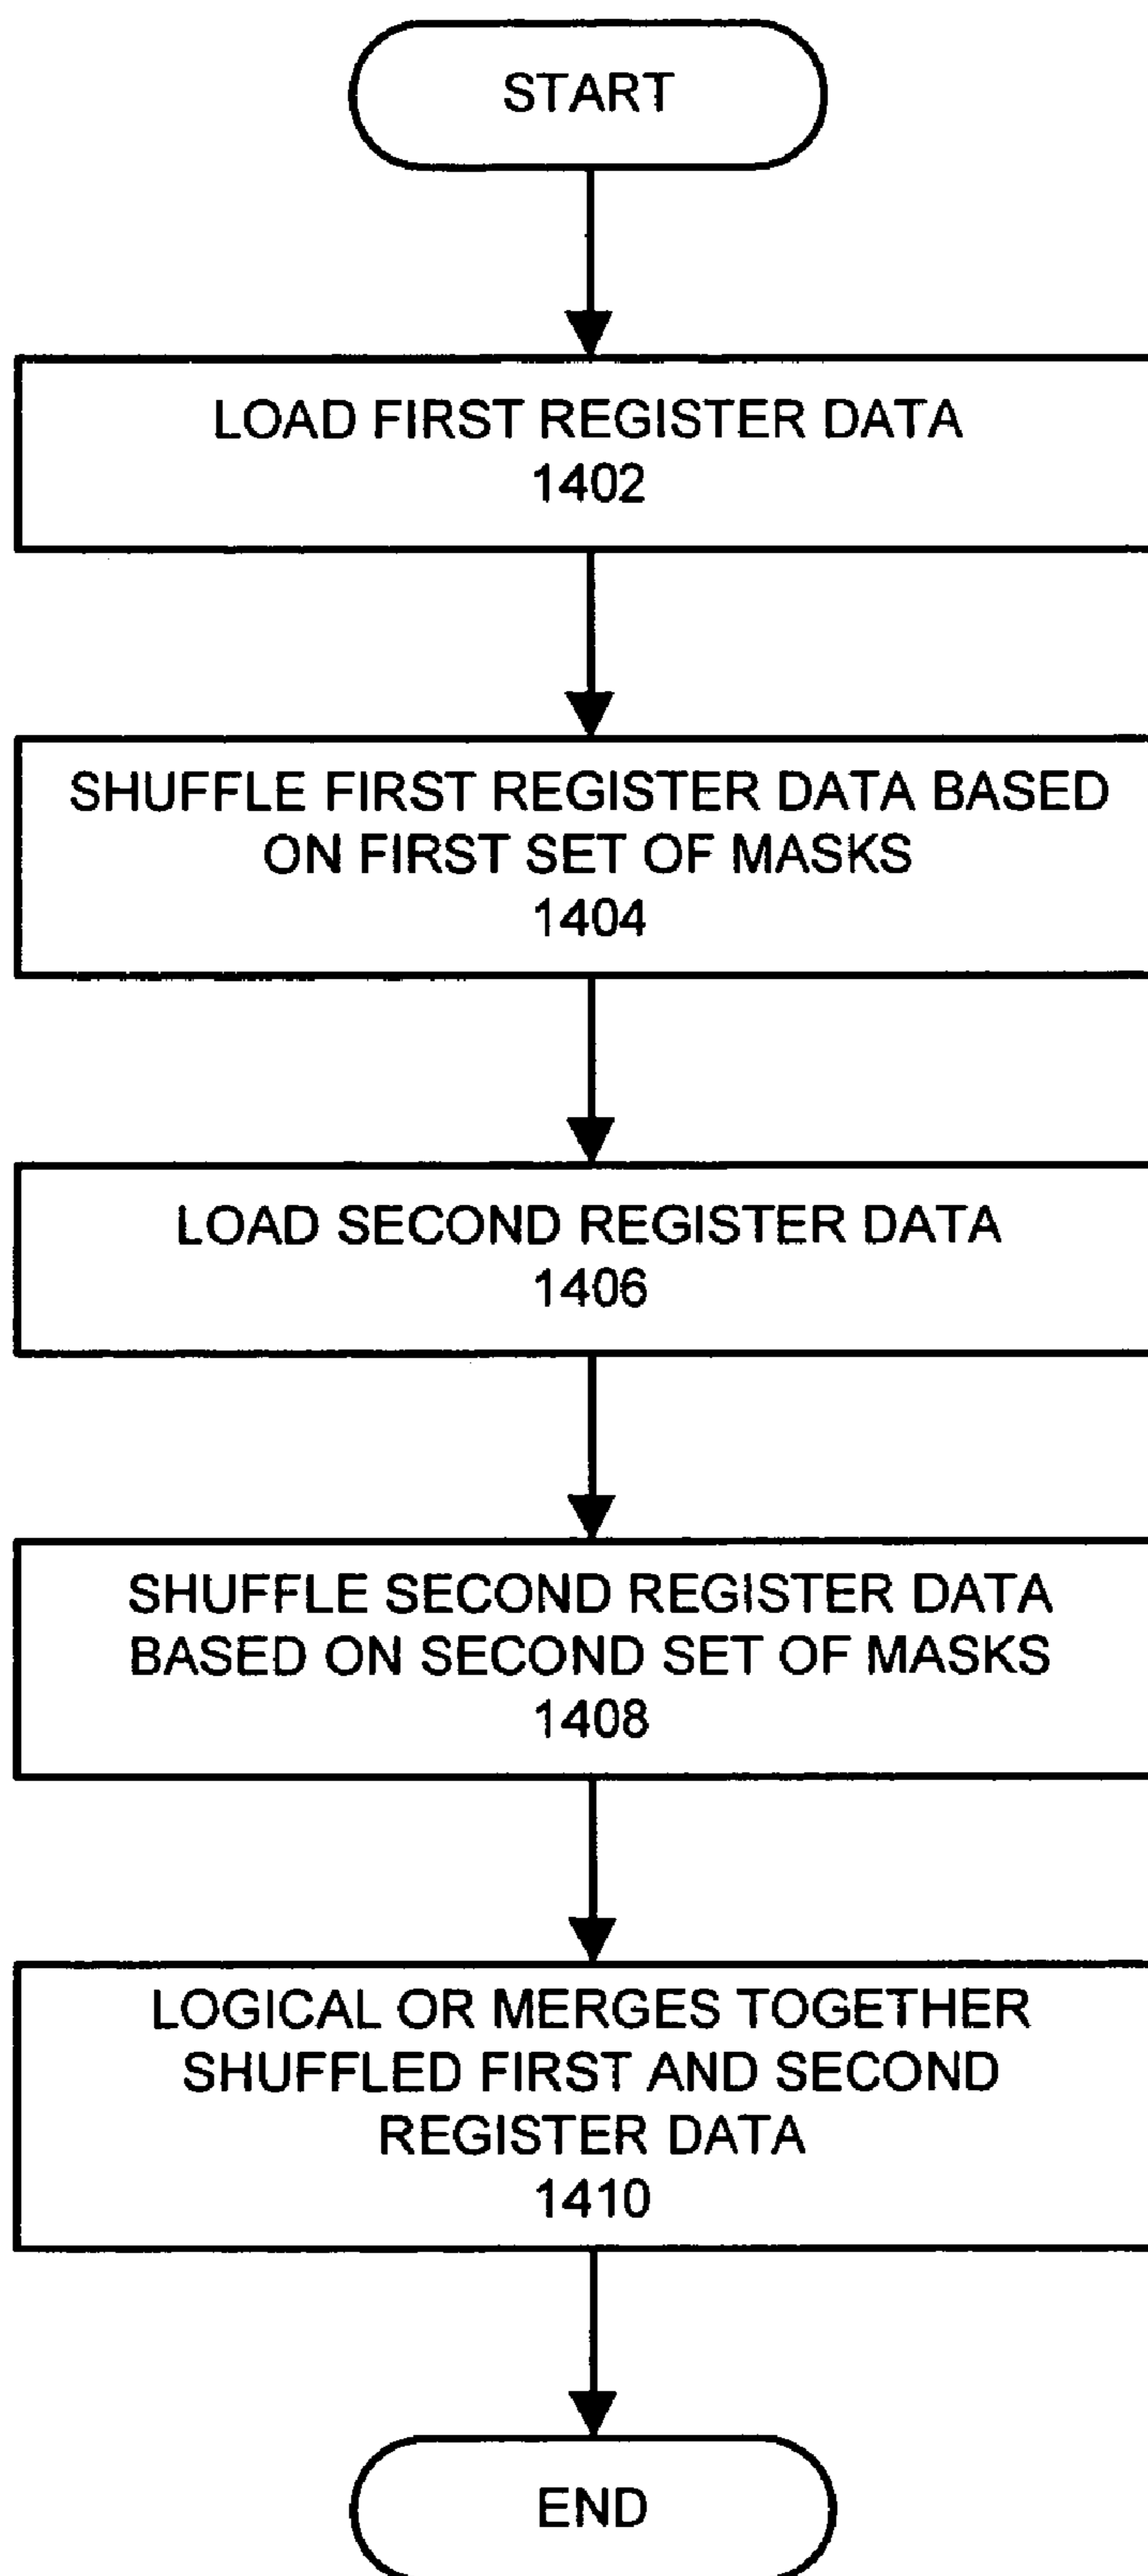 START
LOAD FIRST REGISTER DATA
1402
SHUFFLE FIRST REGISTER DATA BASED
ON FIRST SET OF MASKS
1404
LOAD SECOND REGISTER DATA
1406
SHUFFLE SECOND REGISTER DATA
BASED ON SECOND SET OF MASKS
1408
LOGICAL OR MERGES TOGETHER
SHUFFLED FIRST AND SECOND
REGISTER DATA
1410
END